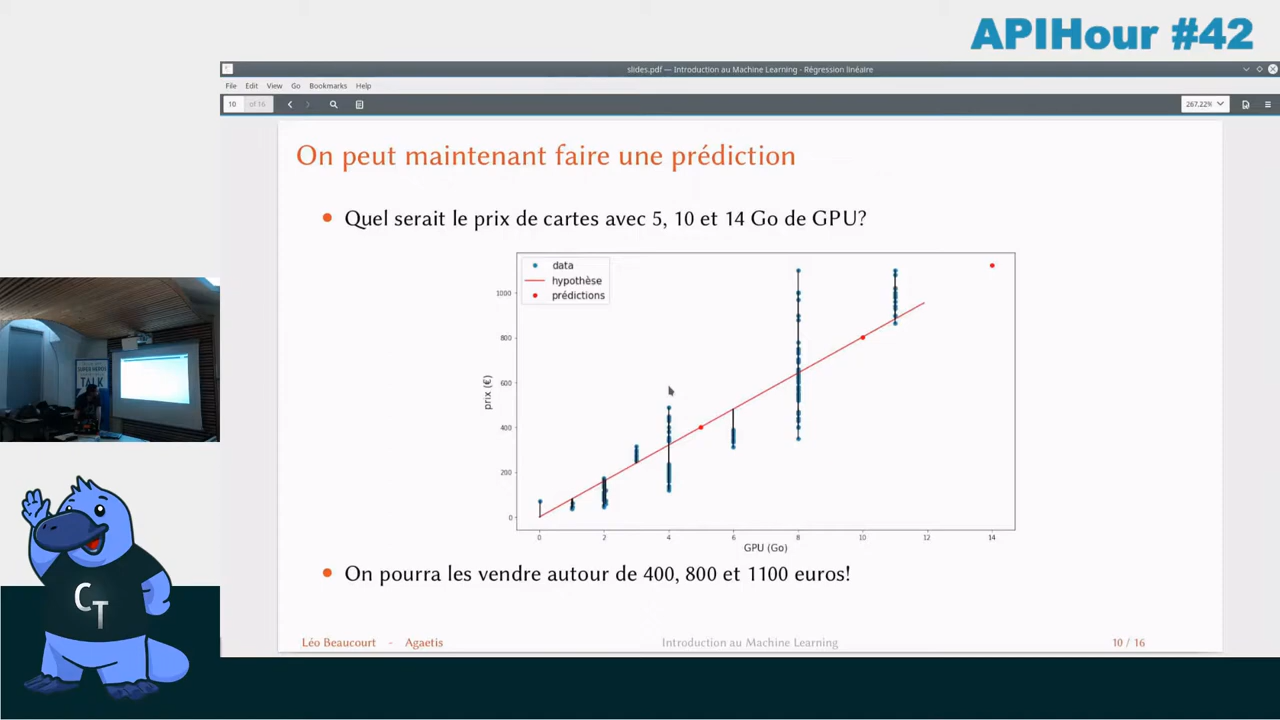 APIHour #42
slides.pdf — Introduction au Machine Learning - Régression linéaire
File Edit View Go Bookmarks Help
10 of 16
267.22%
On peut maintenant faire une prédiction
Quel serait le prix de cartes avec 5, 10 et 14 Go de GPU?
data
hypothèse
prédictions
1000
800
600
400
200
0
prix (€)
0 2 4 6 8 10 12 14
GPU (Go)
On pourra les vendre autour de 400, 800 et 1100 euros!
Léo Beaucourt - Agaetis
Introduction au Machine Learning
10 / 16
TALK
CT